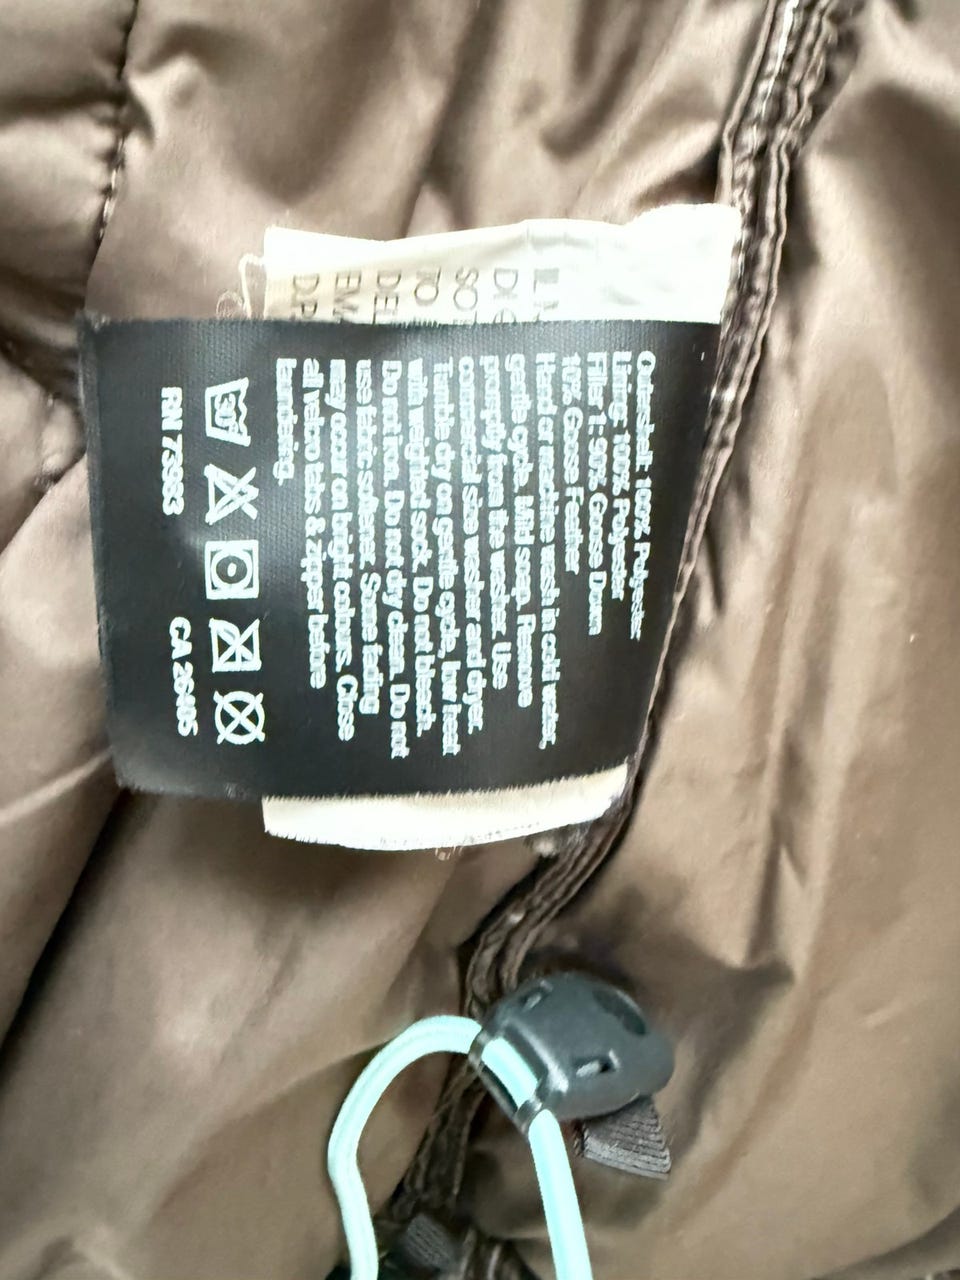 Outershell: 100% Polyester
Lining: 100% Polyester
Filler 1: 90% Goose Down
10% Goose Feather
Hand or machine wash in cold water,
gentle cycle. Mild soap. Remove
promptly from the washer. Use
commercial size washer and dryer.
Tumble dry on gentle cycle, low heat
with weighted sock. Do not bleach.
Do not iron. Do not dry clean. Do not
use fabric softener. Some fading
may occur on bright colours. Close
all velcro tabs & zipper before
laundering.
30°
RN 73383 CA 26405